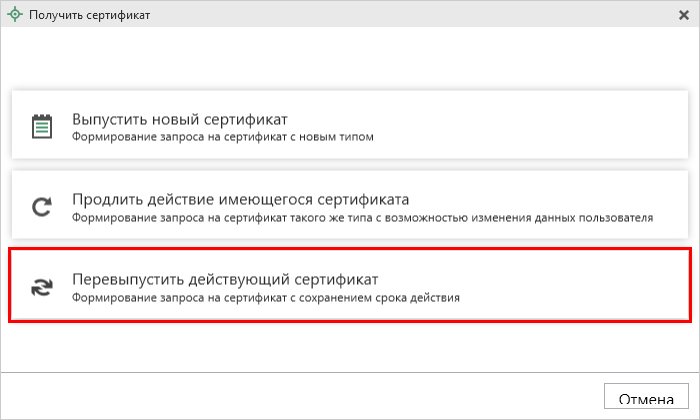 Получить сертификат
Выпустить новый сертификат
Формирование запроса на сертификат с новым типом
Продлить действие имеющегося сертификата
Формирование запроса на сертификат такого же типа с возможностью изменения данных пользователя
Перевыпустить действующий сертификат
Формирование запроса на сертификат с сохранением срока действия
Отмена